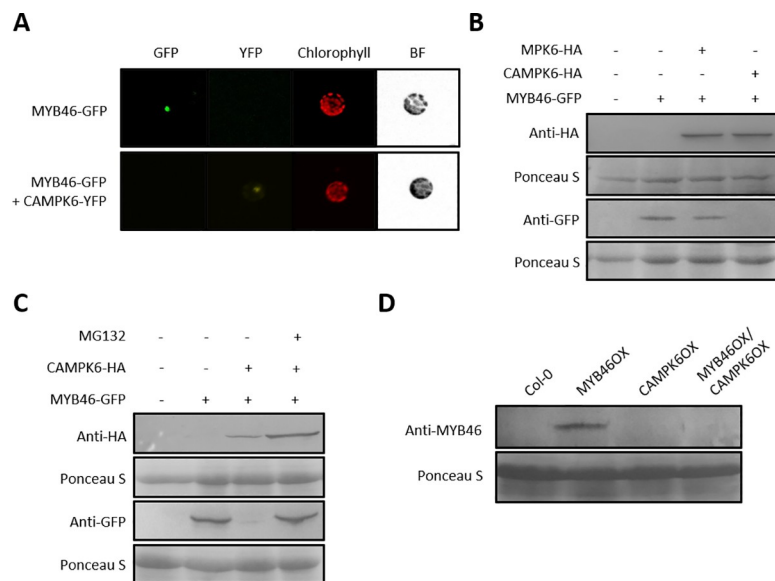 A
GFP YFP Chlorophyll BF
MYB46-GFP
MYB46-GFP
+ CAMPK6-YFP
B
MPK6-HA - - + -
CAMPK6-HA - - - +
MYB46-GFP - + + +
Anti-HA
Ponceau S
Anti-GFP
Ponceau S
C
MG132 - - - +
CAMPK6-HA - - + +
MYB46-GFP - + + +
Anti-HA
Ponceau S
Anti-GFP
Ponceau S
D
Col-0 MYB46OX CAMPK6OX MYB46OX/
CAMPK6OX
Anti-MYB46
Ponceau S